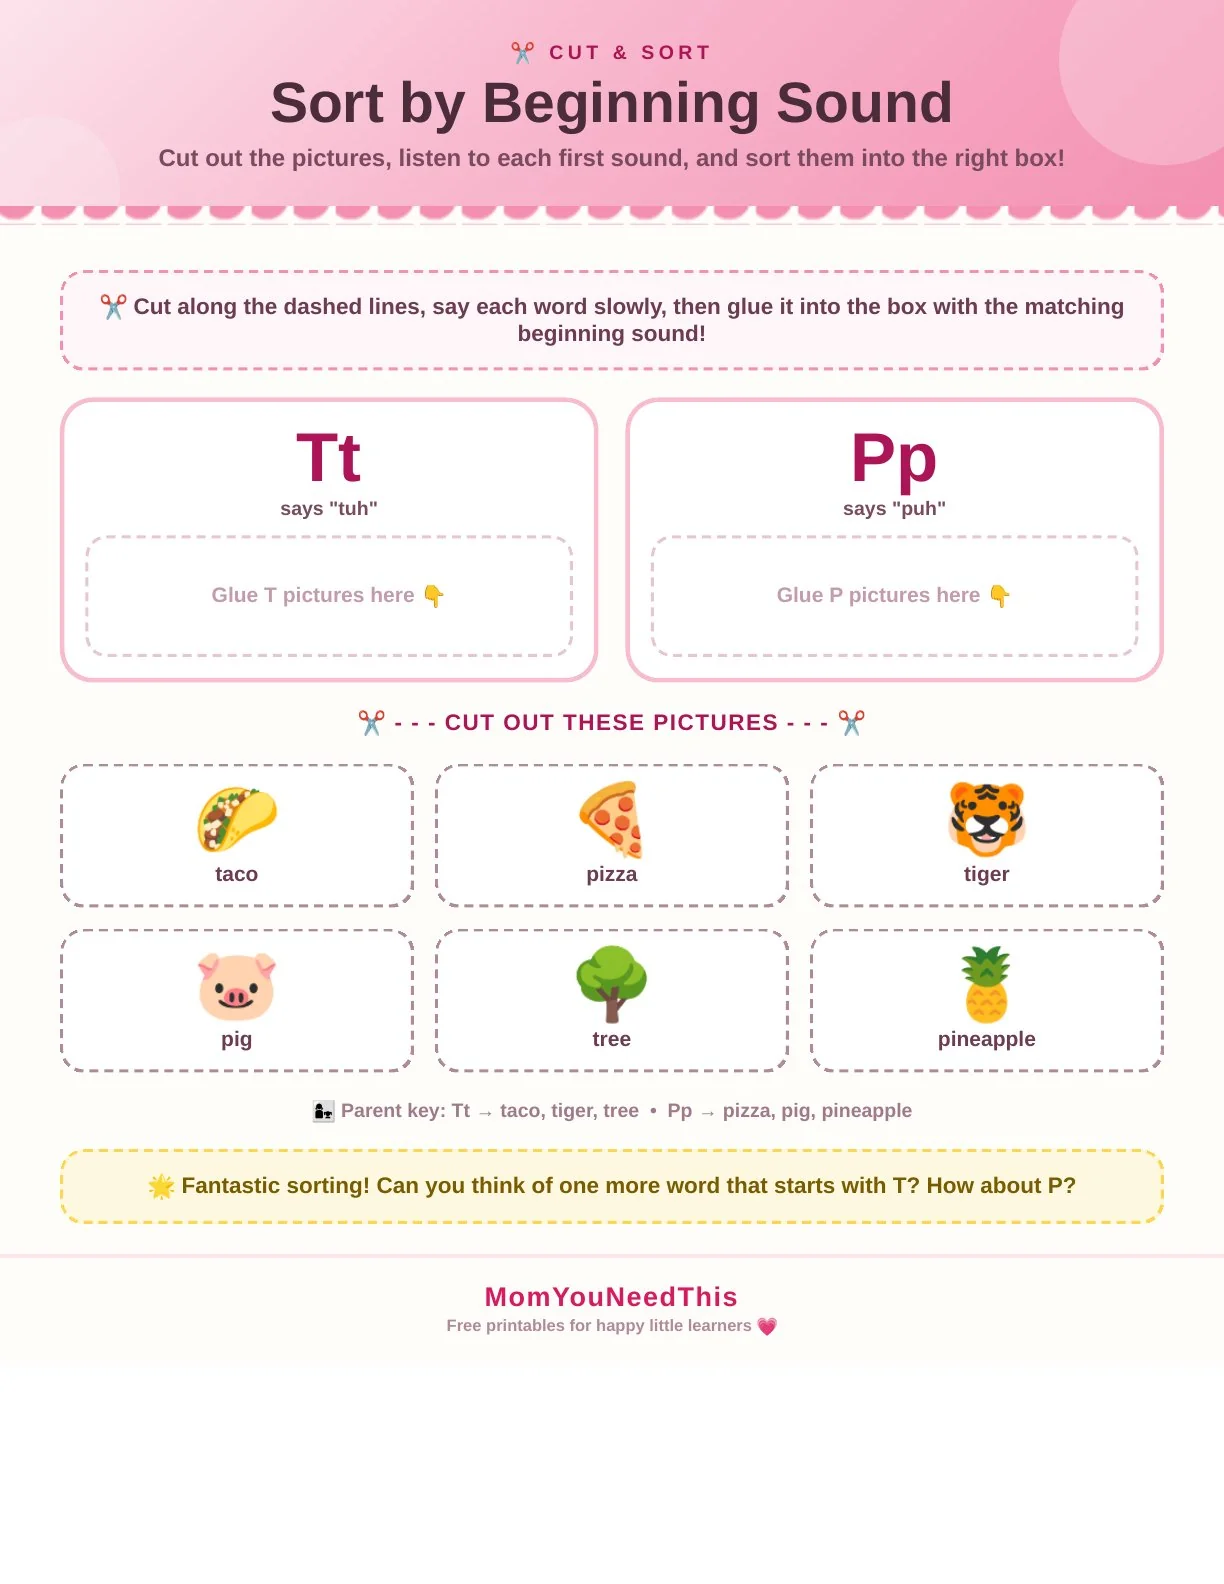 ✂️ CUT & SORT
Sort by Beginning Sound
Cut out the pictures, listen to each first sound, and sort them into the right box!
✂️ Cut along the dashed lines, say each word slowly, then glue it into the box with the matching
beginning sound!
Tt
says "tuh"
Glue T pictures here 👇
Pp
says "puh"
Glue P pictures here 👇
✂️ - - - CUT OUT THESE PICTURES - - - ✂️
taco
pizza
tiger
pig
tree
pineapple
Parent key: Tt → taco, tiger, tree • Pp → pizza, pig, pineapple
🌟 Fantastic sorting! Can you think of one more word that starts with T? How about P?
MomYouNeedThis
Free printables for happy little learners 💗